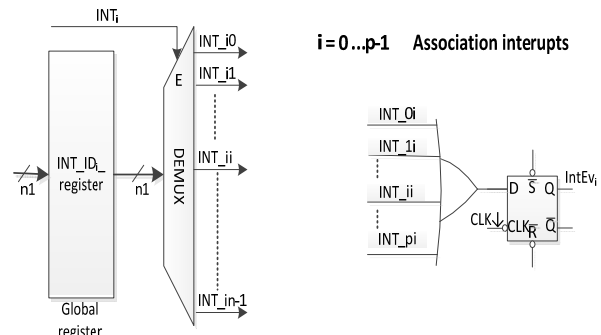 INTi
i = 0 ...p-1 Association interupts
E
INT_i0
INT_i1
INT_ii
INT_in-1
DEMUX
INT_IDi_
register
n1
n1
Global
register
INT_0i
INT_1i
INT_ii
INT_pi
D S̅ Q
IntEvi
CLK↓
CLK R̅ Q̅